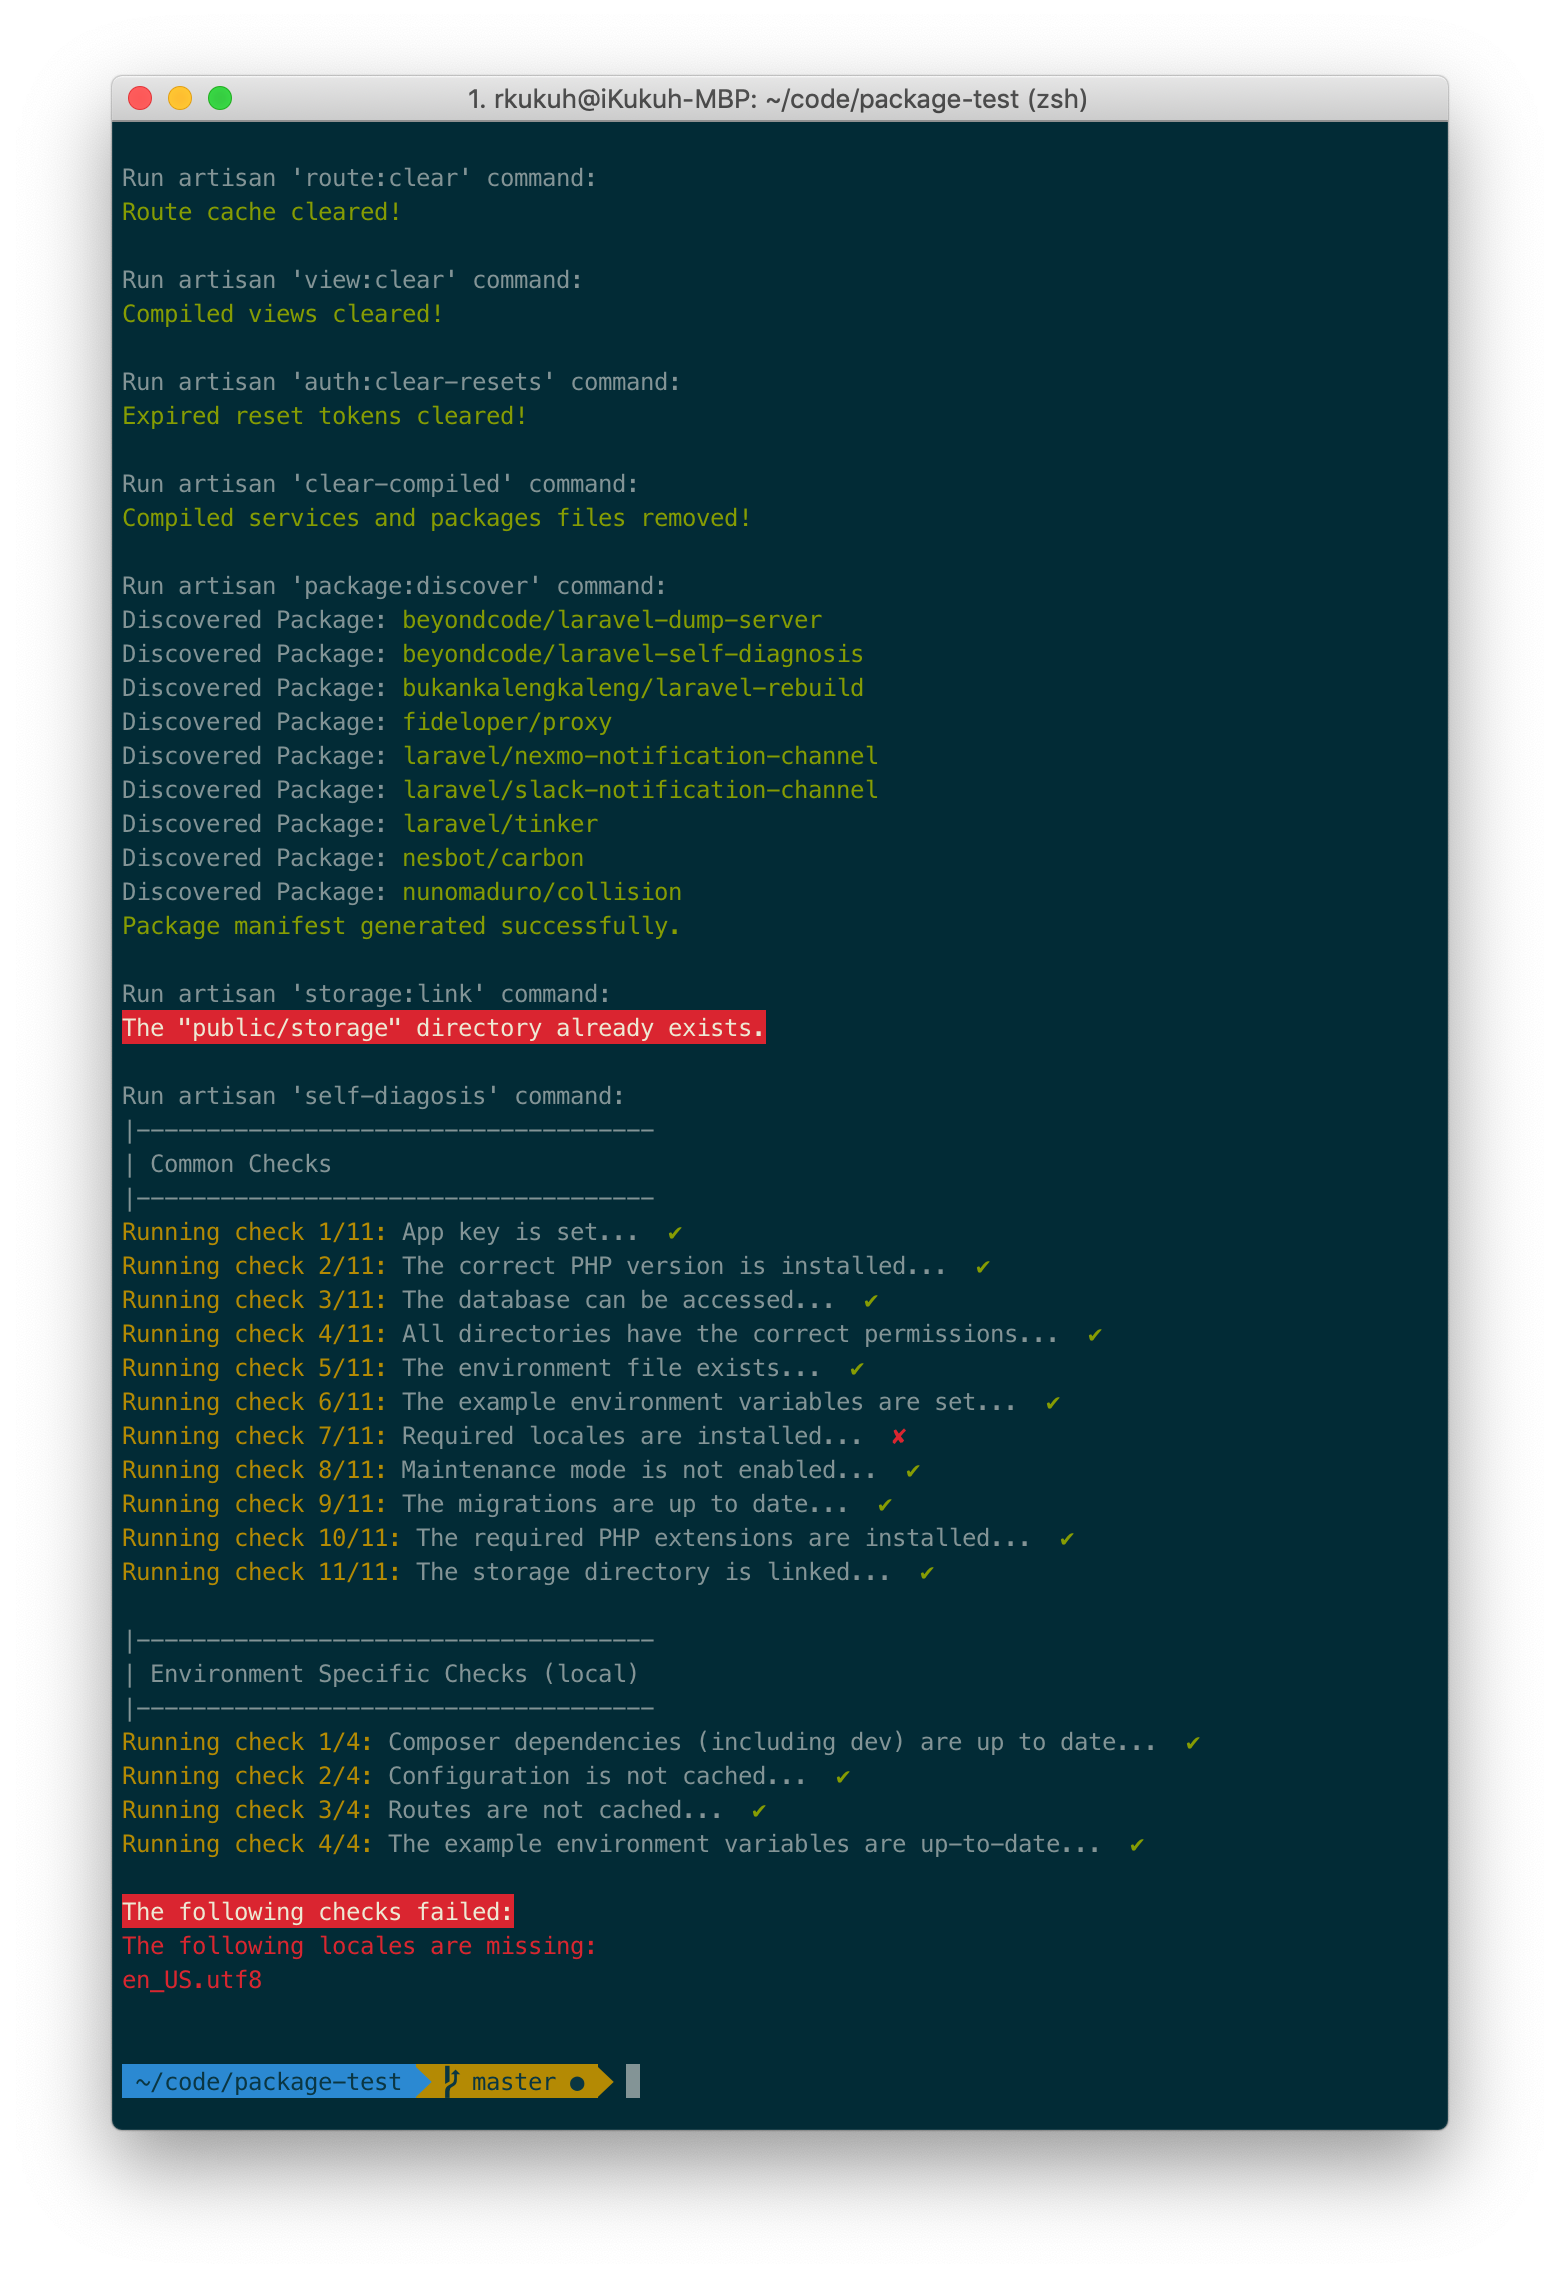 1. rkukuh@iKukuh-MBP: ~/code/package-test (zsh)
Run artisan 'route:clear' command:
Route cache cleared!
Run artisan 'view:clear' command:
Compiled views cleared!
Run artisan 'auth:clear-resets' command:
Expired reset tokens cleared!
Run artisan 'clear-compiled' command:
Compiled services and packages files removed!
Run artisan 'package:discover' command:
Discovered Package: beyondcode/laravel-dump-server
Discovered Package: beyondcode/laravel-self-diagnosis
Discovered Package: bukankalengkaleng/laravel-rebuild
Discovered Package: fideloper/proxy
Discovered Package: laravel/nexmo-notification-channel
Discovered Package: laravel/slack-notification-channel
Discovered Package: laravel/tinker
Discovered Package: nesbot/carbon
Discovered Package: nunomaduro/collision
Package manifest generated successfully.
Run artisan 'storage:link' command:
The "public/storage" directory already exists.
Run artisan 'self-diagosis' command:
|-------------------------------------
| Common Checks
|-------------------------------------
Running check 1/11: App key is set...  ✔
Running check 2/11: The correct PHP version is installed...  ✔
Running check 3/11: The database can be accessed...  ✔
Running check 4/11: All directories have the correct permissions...  ✔
Running check 5/11: The environment file exists...  ✔
Running check 6/11: The example environment variables are set...  ✔
Running check 7/11: Required locales are installed...  ✘
Running check 8/11: Maintenance mode is not enabled...  ✔
Running check 9/11: The migrations are up to date...  ✔
Running check 10/11: The required PHP extensions are installed...  ✔
Running check 11/11: The storage directory is linked...  ✔
|-------------------------------------
| Environment Specific Checks (local)
|-------------------------------------
Running check 1/4: Composer dependencies (including dev) are up to date...  ✔
Running check 2/4: Configuration is not cached...  ✔
Running check 3/4: Routes are not cached...  ✔
Running check 4/4: The example environment variables are up-to-date...  ✔
The following checks failed:
The following locales are missing:
en_US.utf8
~/code/package-test master ●